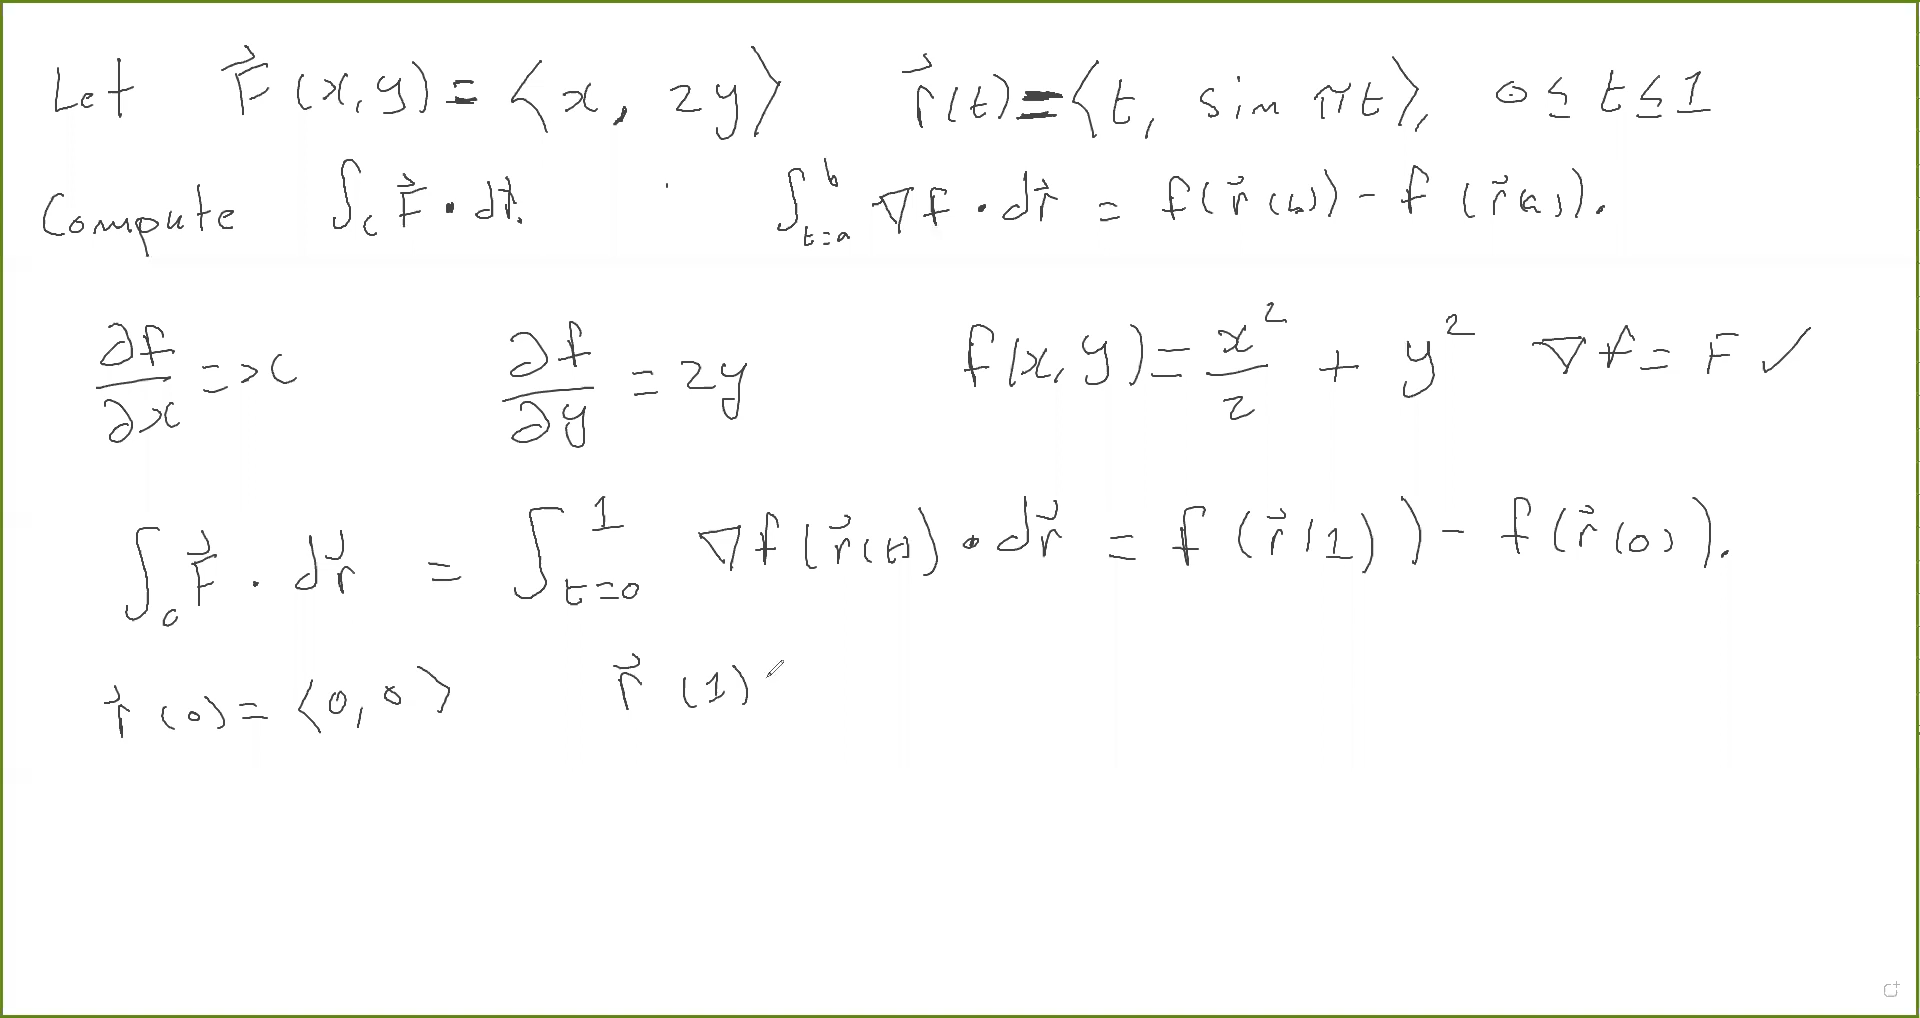 Let F⃗(x,y) = ⟨x, 2y⟩ r⃗(t) = ⟨t, sin πt⟩, 0 ≤ t ≤ 1
Compute ∫_C F⃗ · dr⃗. ∫_{t=a}^{b} ∇f · dr⃗ = f(r⃗(b)) - f(r⃗(a)).
∂f/∂x = x ∂f/∂y = 2y f(x,y) = x²/2 + y² ∇f = F ✓
∫_C F⃗ · dr⃗ = ∫_{t=0}^{1} ∇f(r⃗(t)) · dr⃗ = f(r⃗(1)) - f(r⃗(0)).
r⃗(0) = ⟨0,0⟩ r⃗(1)